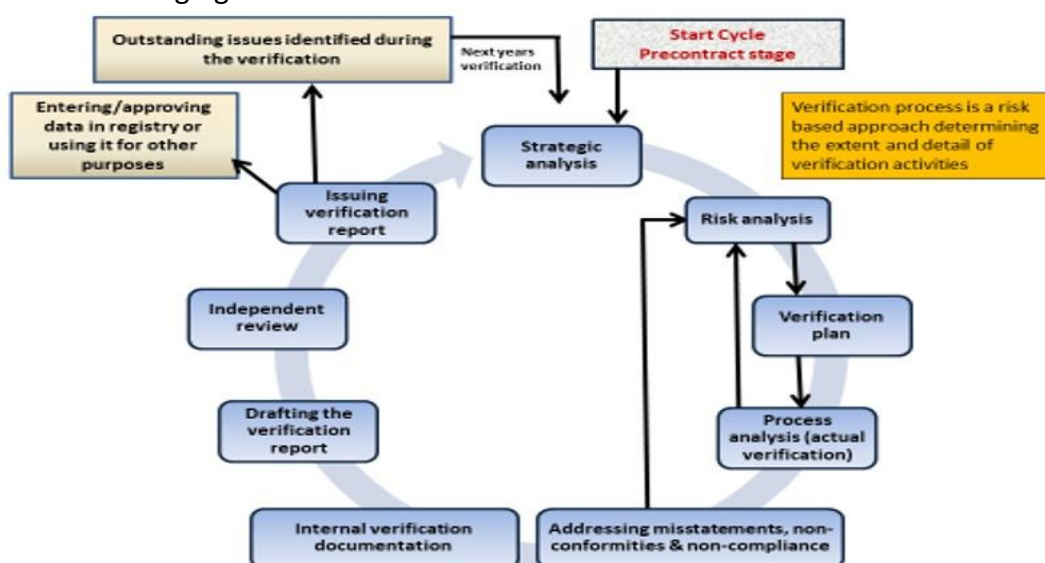 Outstanding issues identified during
the verification
Next years
verification
Start Cycle
Precontract stage
Entering/approving
data in registry or
using it for other
purposes
Verification process is a risk
based approach determining
the extent and detail of
verification activities
Strategic
analysis
Issuing
verification
report
Risk analysis
Independent
review
Verification
plan
Drafting the
verification
report
Process
analysis (actual
verification)
Internal verification
documentation
Addressing misstatements, non-
conformities & non-compliance